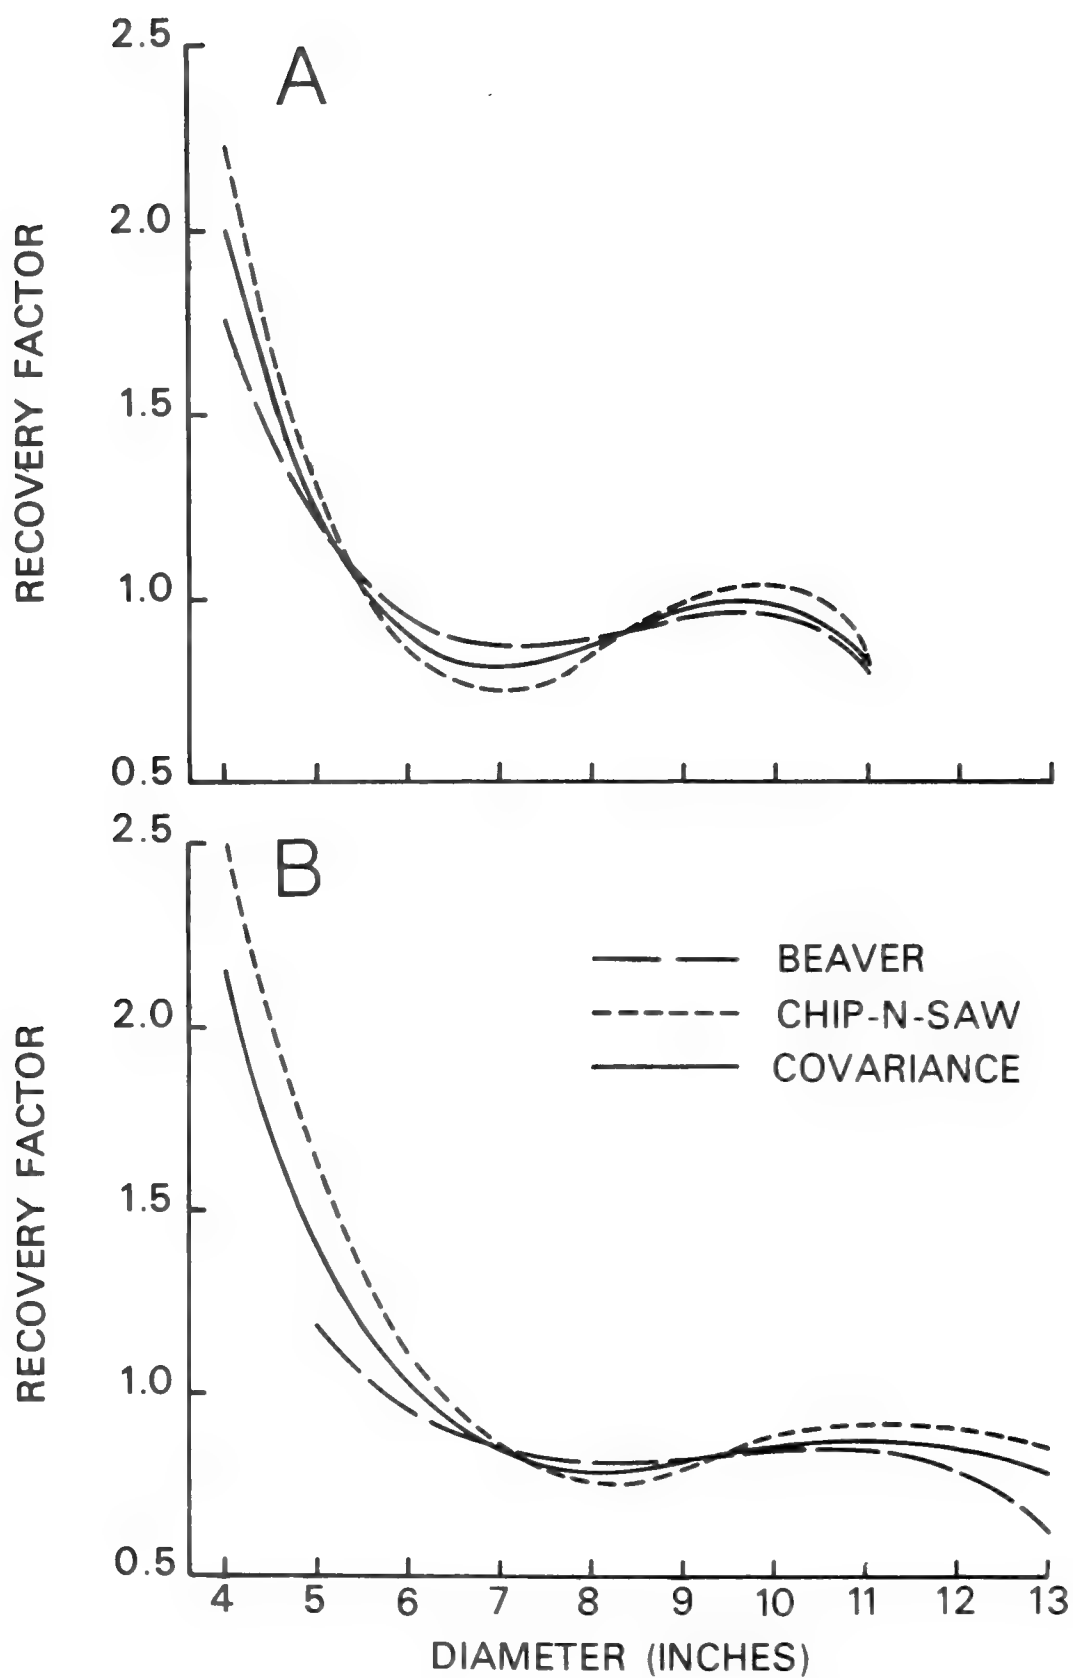 A
RECOVERY FACTOR
2.5
2.0
1.5
1.0
0.5
B
RECOVERY FACTOR
2.5
2.0
1.5
1.0
0.5
BEAVER
CHIP-N-SAW
COVARIANCE
4 5 6 7 8 9 10 11 12 13
DIAMETER (INCHES)